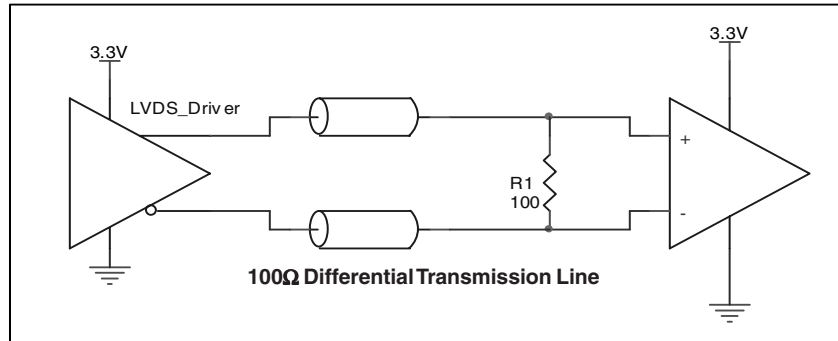 3.3V
3.3V
LVDS_Driver
+
R1
100
-
100Ω Differential Transmission Line